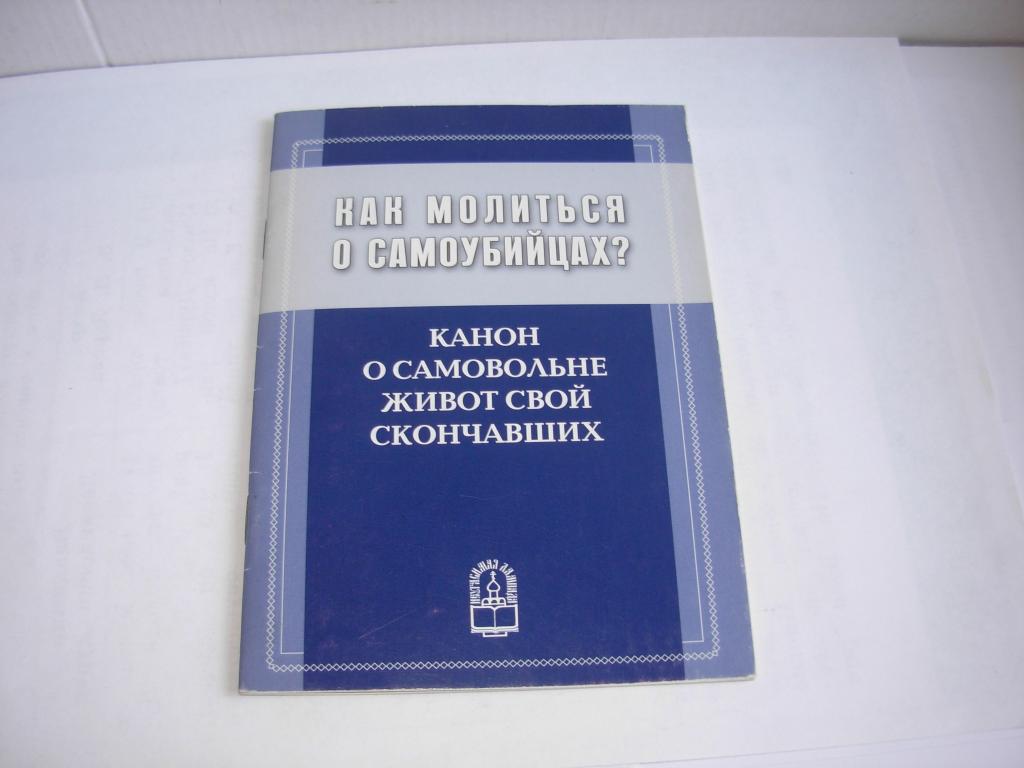 КАК МОЛИТЬСЯ
О САМОУБИЙЦАХ?
КАНОН
О САМОВОЛЬНЕ
ЖИВОТ СВОЙ
СКОНЧАВШИХ